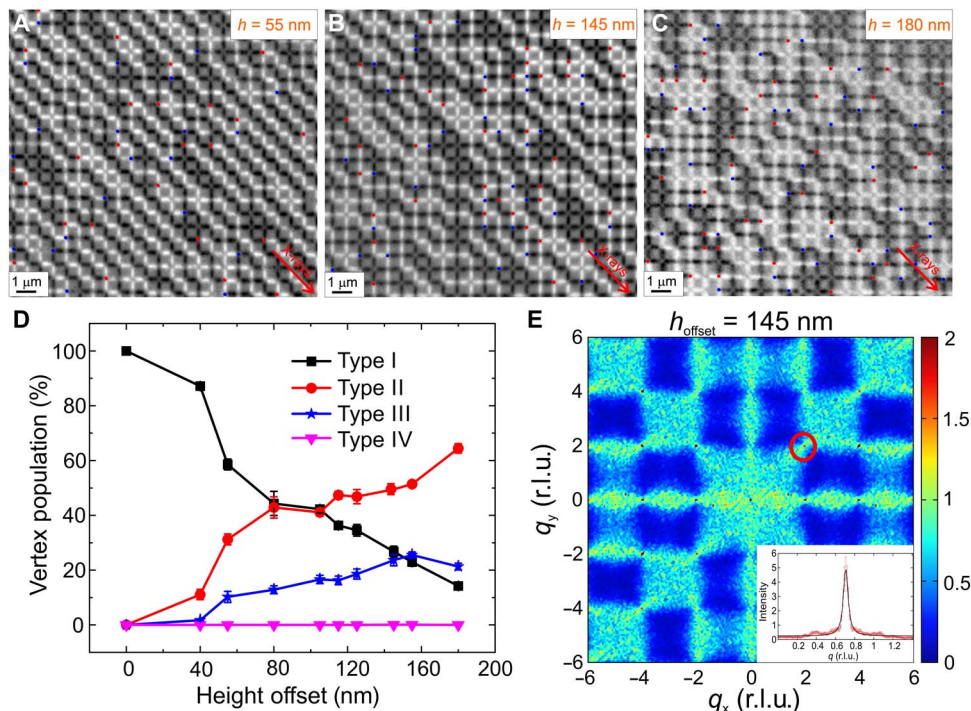 A
h = 55 nm
X-rays
1 μm
B
h = 145 nm
X-rays
1 μm
C
h = 180 nm
X-rays
1 μm
D
Vertex population (%)
100
80
60
40
20
0
Type I
Type II
Type III
Type IV
0 40 80 120 160 200
Height offset (nm)
E
h offset = 145 nm
q y (r.l.u.)
6
4
2
0
−2
−4
−6
−6 −4 −2 0 2 4 6
q x (r.l.u.)
2
1.5
1
0.5
0
Intensity
6
5
4
3
2
1
0
0.2 0.4 0.6 0.8 1.0 1.2
q (r.l.u.)